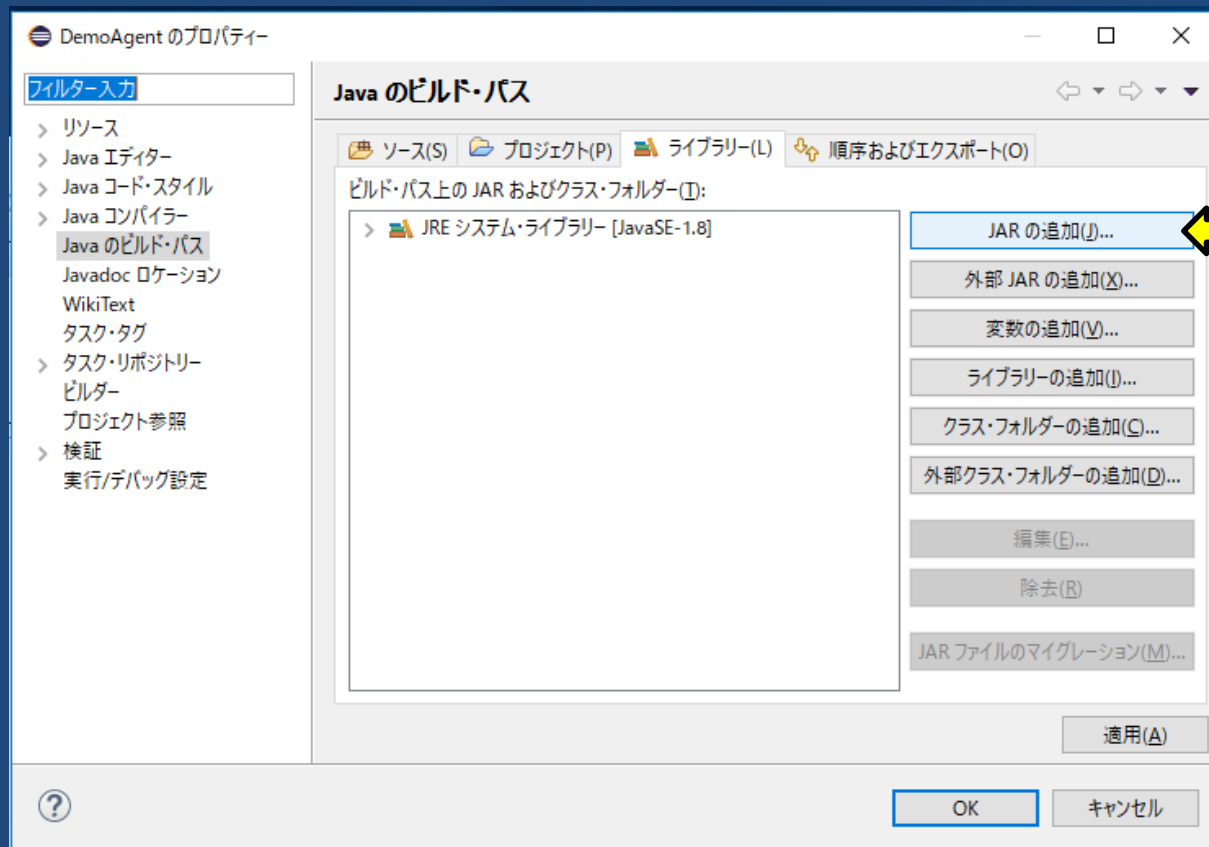 DemoAgent のプロパティー
フィルター入力
リソース
Java エディター
Java コード・スタイル
Java コンパイラー
Java のビルド・パス
Javadoc ロケーション
WikiText
タスク・タグ
タスク・リポジトリー
ビルダー
プロジェクト参照
検証
実行/デバッグ設定
Java のビルド・パス
ソース(S) プロジェクト(P) ライブラリー(L) 順序およびエクスポート(O)
ビルド・パス上の JAR およびクラス・フォルダー(T):
JRE システム・ライブラリー [JavaSE-1.8]
JAR の追加(J)...
外部 JAR の追加(X)...
変数の追加(V)...
ライブラリーの追加(I)...
クラス・フォルダーの追加(C)...
外部クラス・フォルダーの追加(D)...
編集(E)...
除去(R)
JAR ファイルのマイグレーション(M)...
適用(A)
OK キャンセル